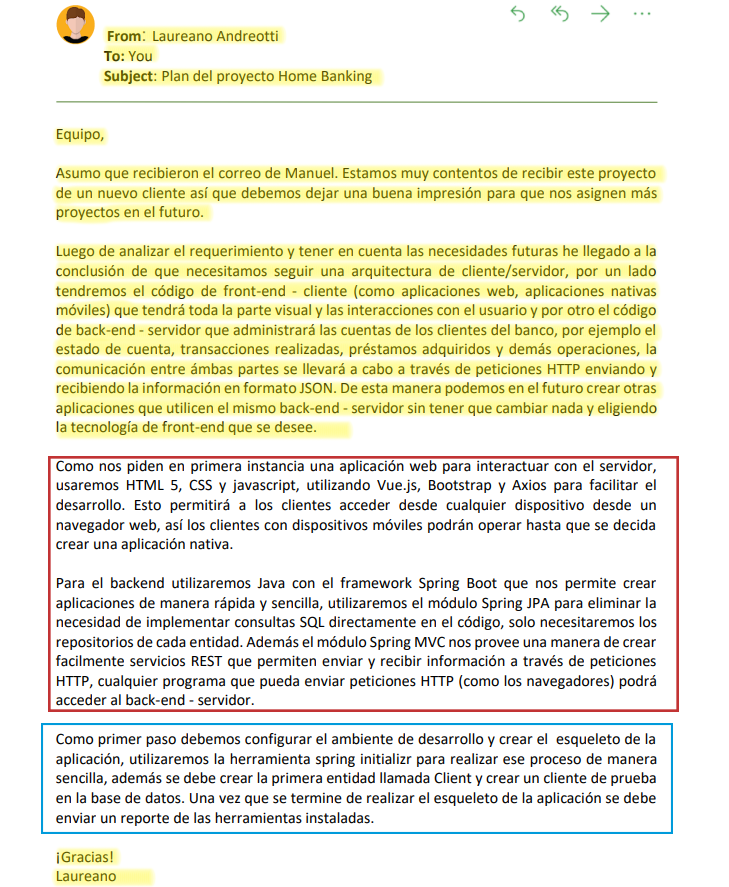 From: Laureano Andreotti
To: You
Subject: Plan del proyecto Home Banking
Equipo,
Asumo que recibieron el correo de Manuel. Estamos muy contentos de recibir este proyecto
de un nuevo cliente así que debemos dejar una buena impresión para que nos asignen más
proyectos en el futuro.
Luego de analizar el requerimiento y tener en cuenta las necesidades futuras he llegado a la
conclusión de que necesitamos seguir una arquitectura de cliente/servidor, por un lado
tendremos el código de front-end - cliente (como aplicaciones web, aplicaciones nativas
móviles) que tendrá toda la parte visual y las interacciones con el usuario y por otro el código
de back-end - servidor que administrará las cuentas de los clientes del banco, por ejemplo el
estado de cuenta, transacciones realizadas, préstamos adquiridos y demás operaciones, la
comunicación entre ámbas partes se llevará a cabo a través de peticiones HTTP enviando y
recibiendo la información en formato JSON. De esta manera podemos en el futuro crear otras
aplicaciones que utilicen el mismo back-end - servidor sin tener que cambiar nada y eligiendo
la tecnología de front-end que se desee.
Como nos piden en primera instancia una aplicación web para interactuar con el servidor,
usaremos HTML 5, CSS y javascript, utilizando Vue.js, Bootstrap y Axios para facilitar el
desarrollo. Esto permitirá a los clientes acceder desde cualquier dispositivo desde un
navegador web, así los clientes con dispositivos móviles podrán operar hasta que se decida
crear una aplicación nativa.
Para el backend utilizaremos Java con el framework Spring Boot que nos permite crear
aplicaciones de manera rápida y sencilla, utilizaremos el módulo Spring JPA para eliminar la
necesidad de implementar consultas SQL directamente en el código, solo necesitaremos los
repositorios de cada entidad. Además el módulo Spring MVC nos provee una manera de crear
facilmente servicios REST que permiten enviar y recibir información a través de peticiones
HTTP, cualquier programa que pueda enviar peticiones HTTP (como los navegadores) podrá
acceder al back-end - servidor.
Como primer paso debemos configurar el ambiente de desarrollo y crear el esqueleto de la
aplicación, utilizaremos la herramienta spring initializr para realizar ese proceso de manera
sencilla, además se debe crear la primera entidad llamada Client y crear un cliente de prueba
en la base de datos. Una vez que se termine de realizar el esqueleto de la aplicación se debe
enviar un reporte de las herramientas instaladas.
¡Gracias!
Laureano